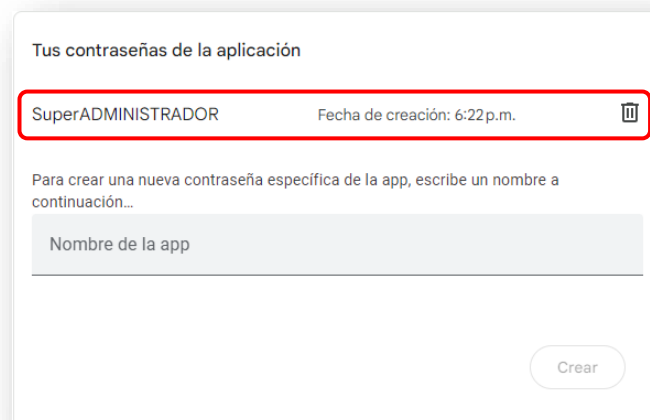 Tus contraseñas de la aplicación
SuperADMINISTRADOR Fecha de creación: 6:22 p.m.
Para crear una nueva contraseña específica de la app, escribe un nombre a
continuación…
Nombre de la app
Crear